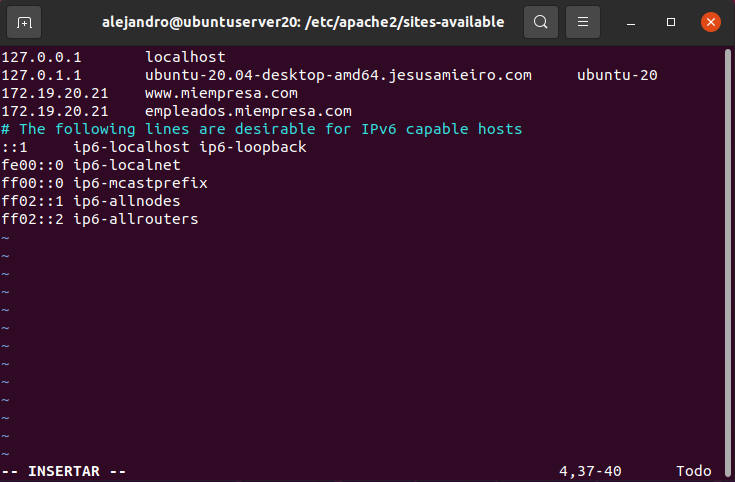 alejandro@ubuntuserver20: /etc/apache2/sites-available
127.0.0.1 localhost
127.0.1.1 ubuntu-20.04-desktop-amd64.jesusamieiro.com ubuntu-20
172.19.20.21 www.miempresa.com
172.19.20.21 empleados.miempresa.com
# The following lines are desirable for IPv6 capable hosts
::1 ip6-localhost ip6-loopback
fe00::0 ip6-localnet
ff00::0 ip6-mcastprefix
ff02::1 ip6-allnodes
ff02::2 ip6-allrouters
~
~
~
~
~
~
~
~
~
~
~
~
~
-- INSERTAR -- 4,37-40 Todo